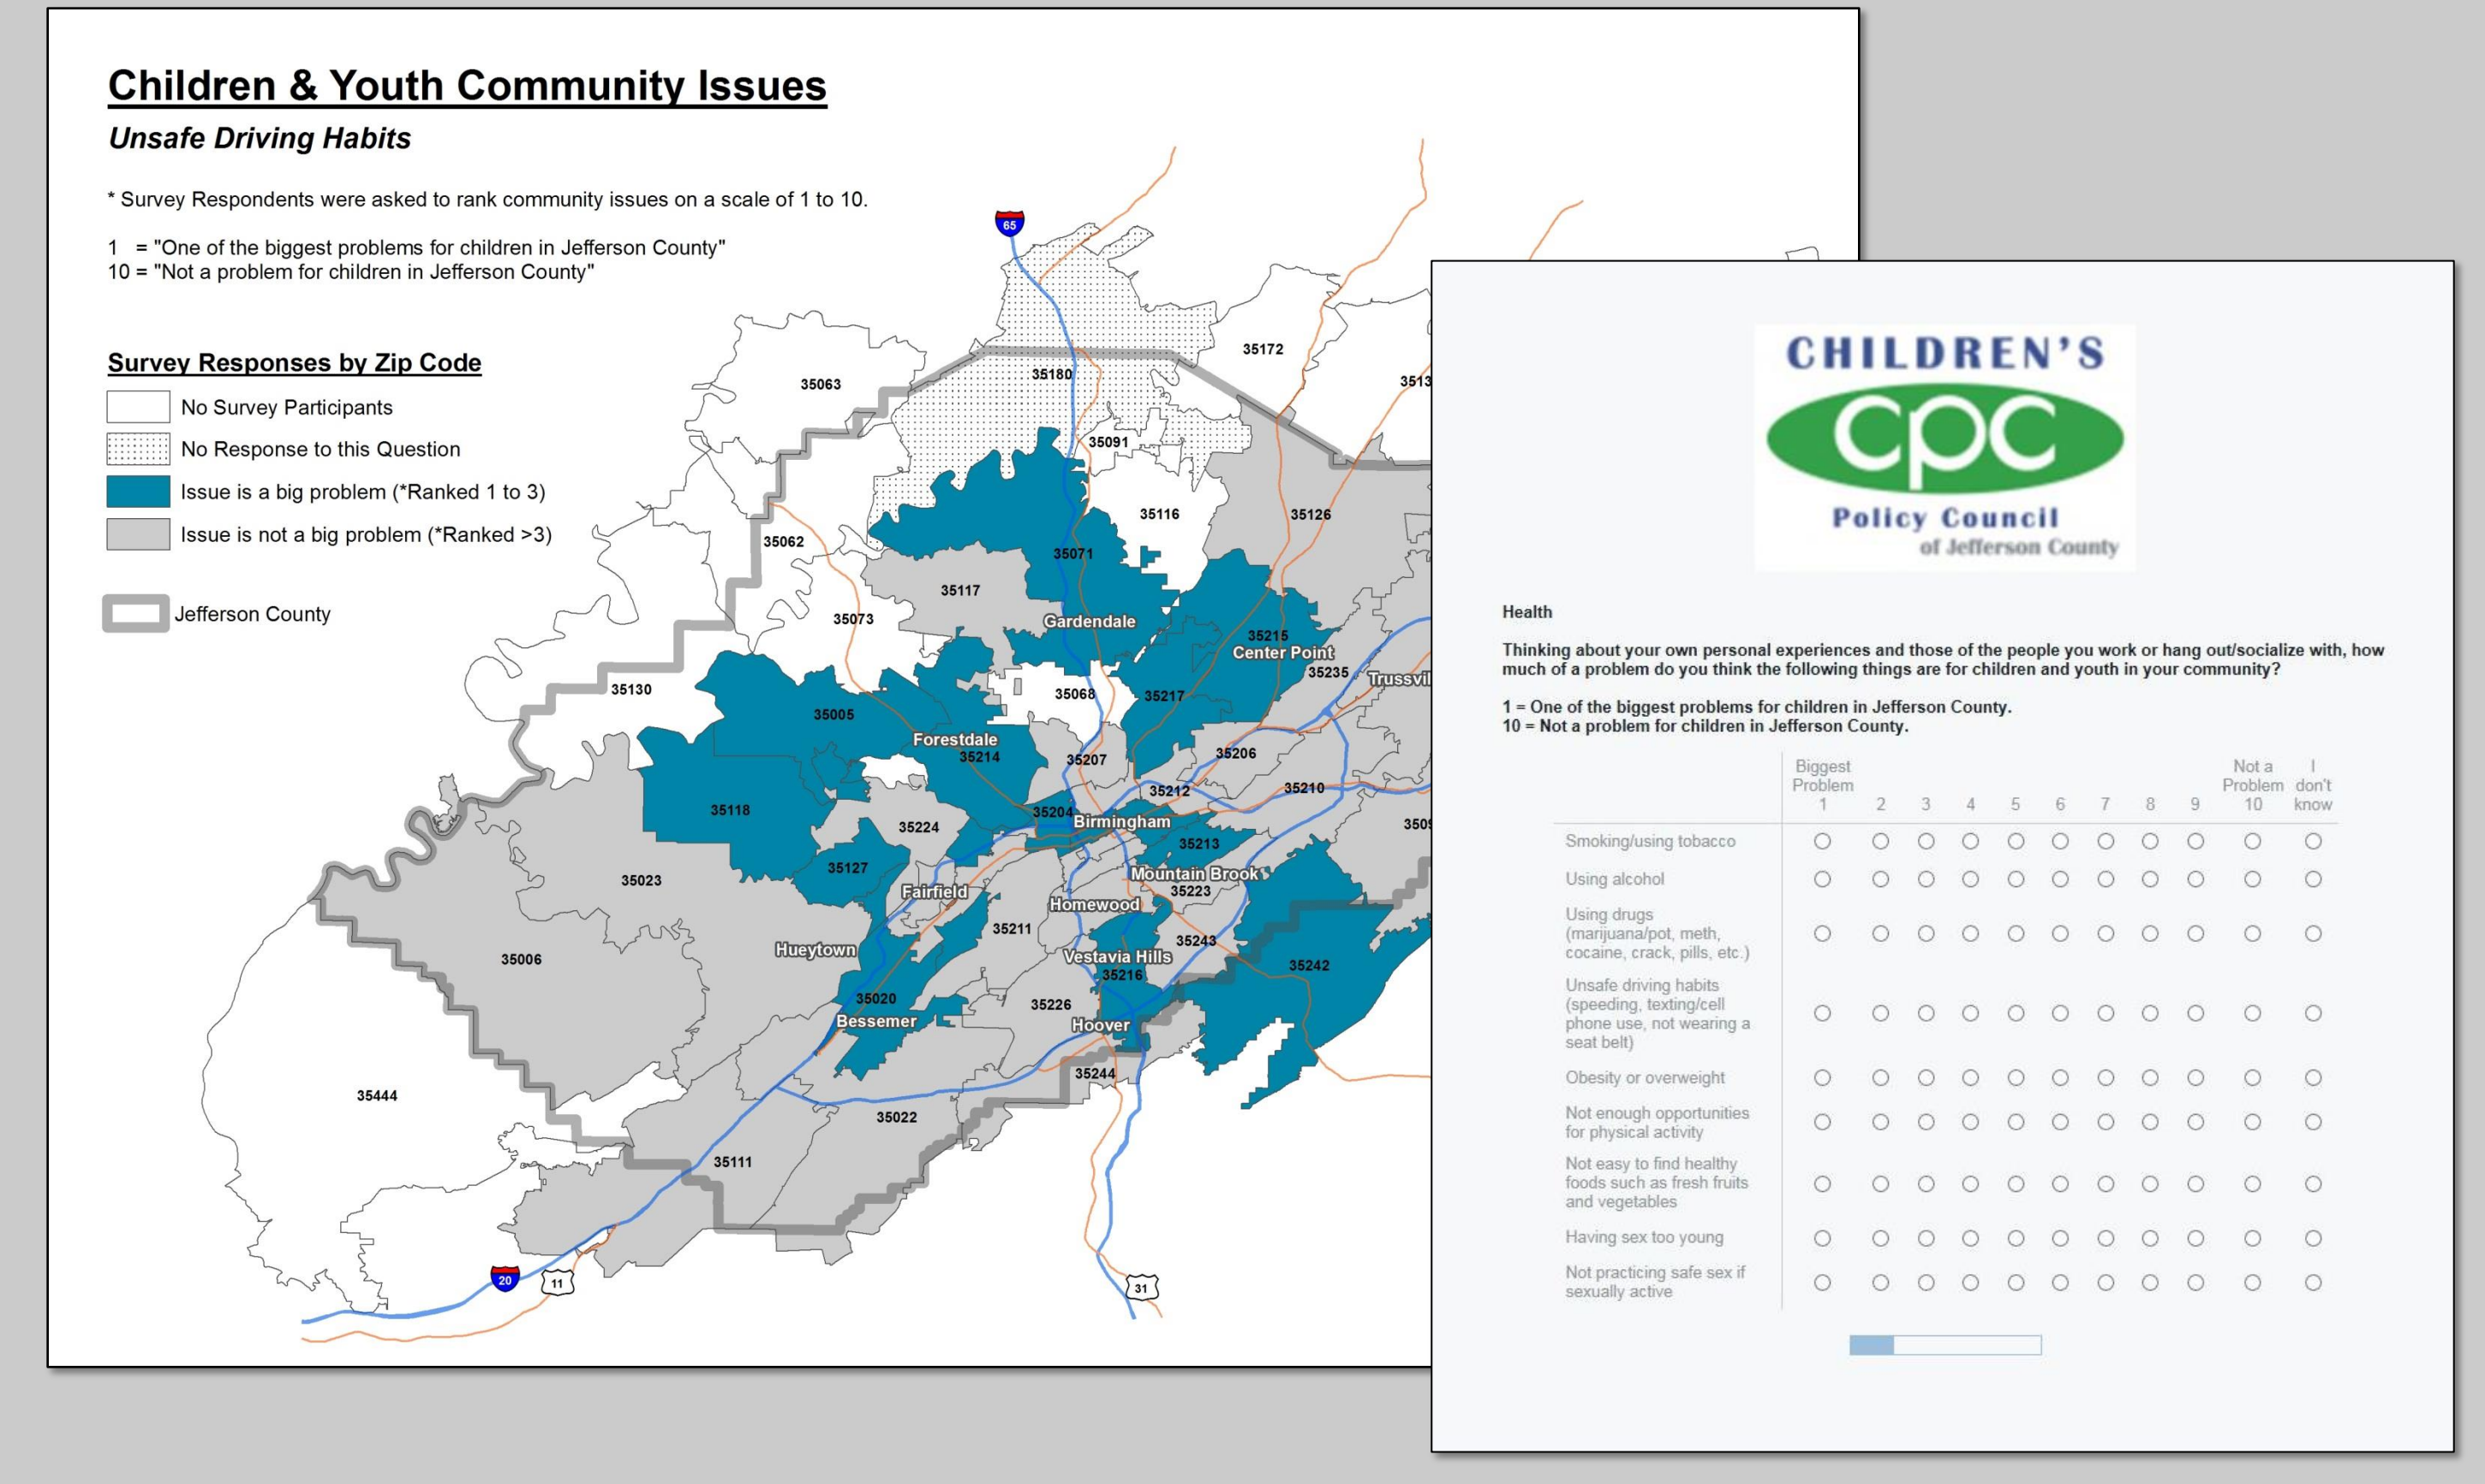 Children & Youth Community Issues
Unsafe Driving Habits
* Survey Respondents were asked to rank community issues on a scale of 1 to 10.
1 = "One of the biggest problems for children in Jefferson County"
10 = "Not a problem for children in Jefferson County"
Survey Responses by Zip Code
No Survey Participants
No Response to this Question
Issue is a big problem (*Ranked 1 to 3)
Issue is not a big problem (*Ranked >3)
Jefferson County
65
35172
35180
35063
35091
35116
35126
35062
35071
35117
35073
Gardendale
35215
Center Point
35235
35130
35068
35217
35005
Forestdale
35214
35207
35206
35210
35212
35118
35204
Birmingham
35224
35213
35127
Mountain Brook
35023
Fairfield
35223
Homewood
35211
35243
Hueytown
Vestavia Hills
35006
35242
35216
35020
35226
Bessemer
Hoover
35244
35444
35022
35111
20
11
31
CHILDREN'S
cpc
Policy Council
of Jefferson County
Health
Thinking about your own personal experiences and those of the people you work or hang out/socialize with, how
much of a problem do you think the following things are for children and youth in your community?
1 = One of the biggest problems for children in Jefferson County.
10 = Not a problem for children in Jefferson County.
Biggest Not a I
Problem Problem don't
1 2 3 4 5 6 7 8 9 10 know
Smoking/using tobacco
Using alcohol
Using drugs
(marijuana/pot, meth,
cocaine, crack, pills, etc.)
Unsafe driving habits
(speeding, texting/cell
phone use, not wearing a
seat belt)
Obesity or overweight
Not enough opportunities
for physical activity
Not easy to find healthy
foods such as fresh fruits
and vegetables
Having sex too young
Not practicing safe sex if
sexually active